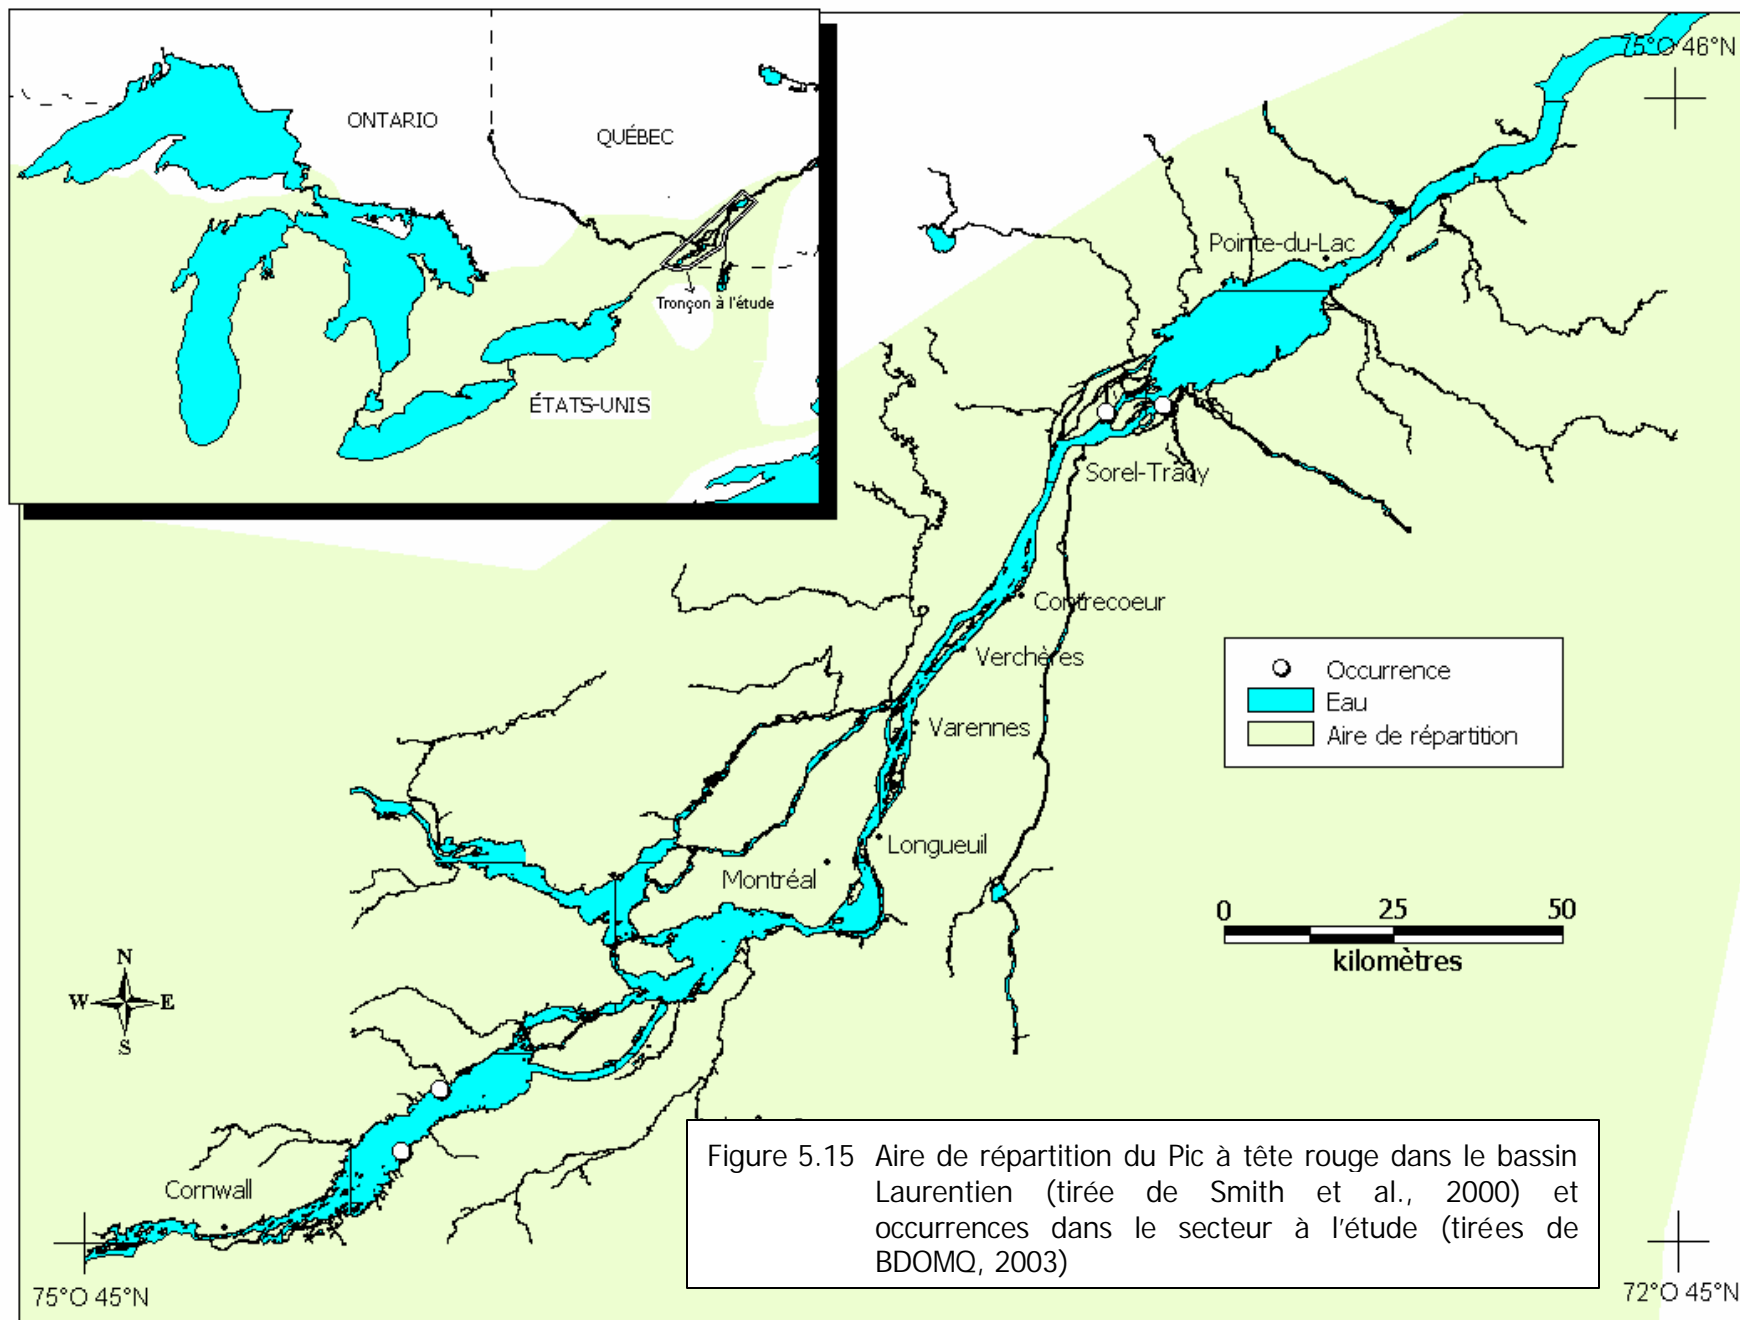 75°O 46°N
ONTARIO
QUÉBEC
Tronçon à l'étude
ÉTATS-UNIS
Pointe-du-Lac
Sorel-Tracy
Contrecoeur
Verchères
Varennes
Longueuil
Montréal
Cornwall
Occurrence
Eau
Aire de répartition
0 25 50
kilomètres
N
W E
S
Figure 5.15 Aire de répartition du Pic à tête rouge dans le bassin
Laurentien (tirée de Smith et al., 2000) et
occurrences dans le secteur à l'étude (tirées de
BDOMQ, 2003)
75°O 45°N
72°O 45°N